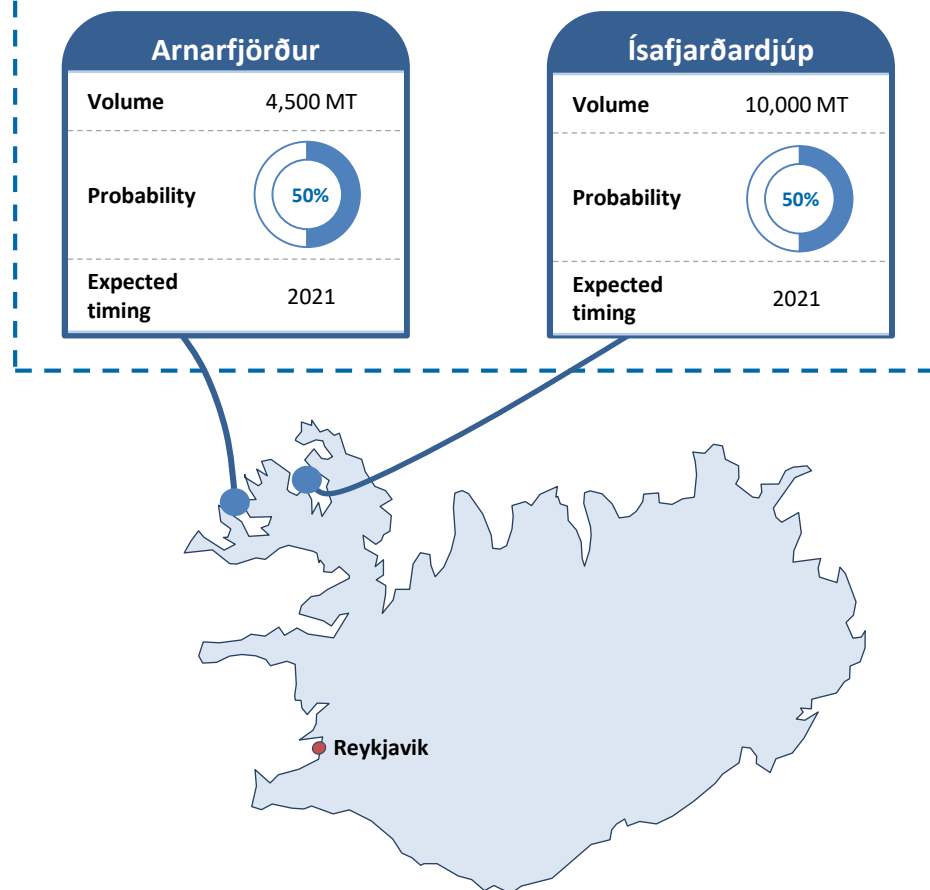 Arnarfjörður
Volume 4,500 MT
Probability 50%
Expected
timing 2021
Ísafjarðardjúp
Volume 10,000 MT
Probability 50%
Expected
timing 2021
Reykjavik